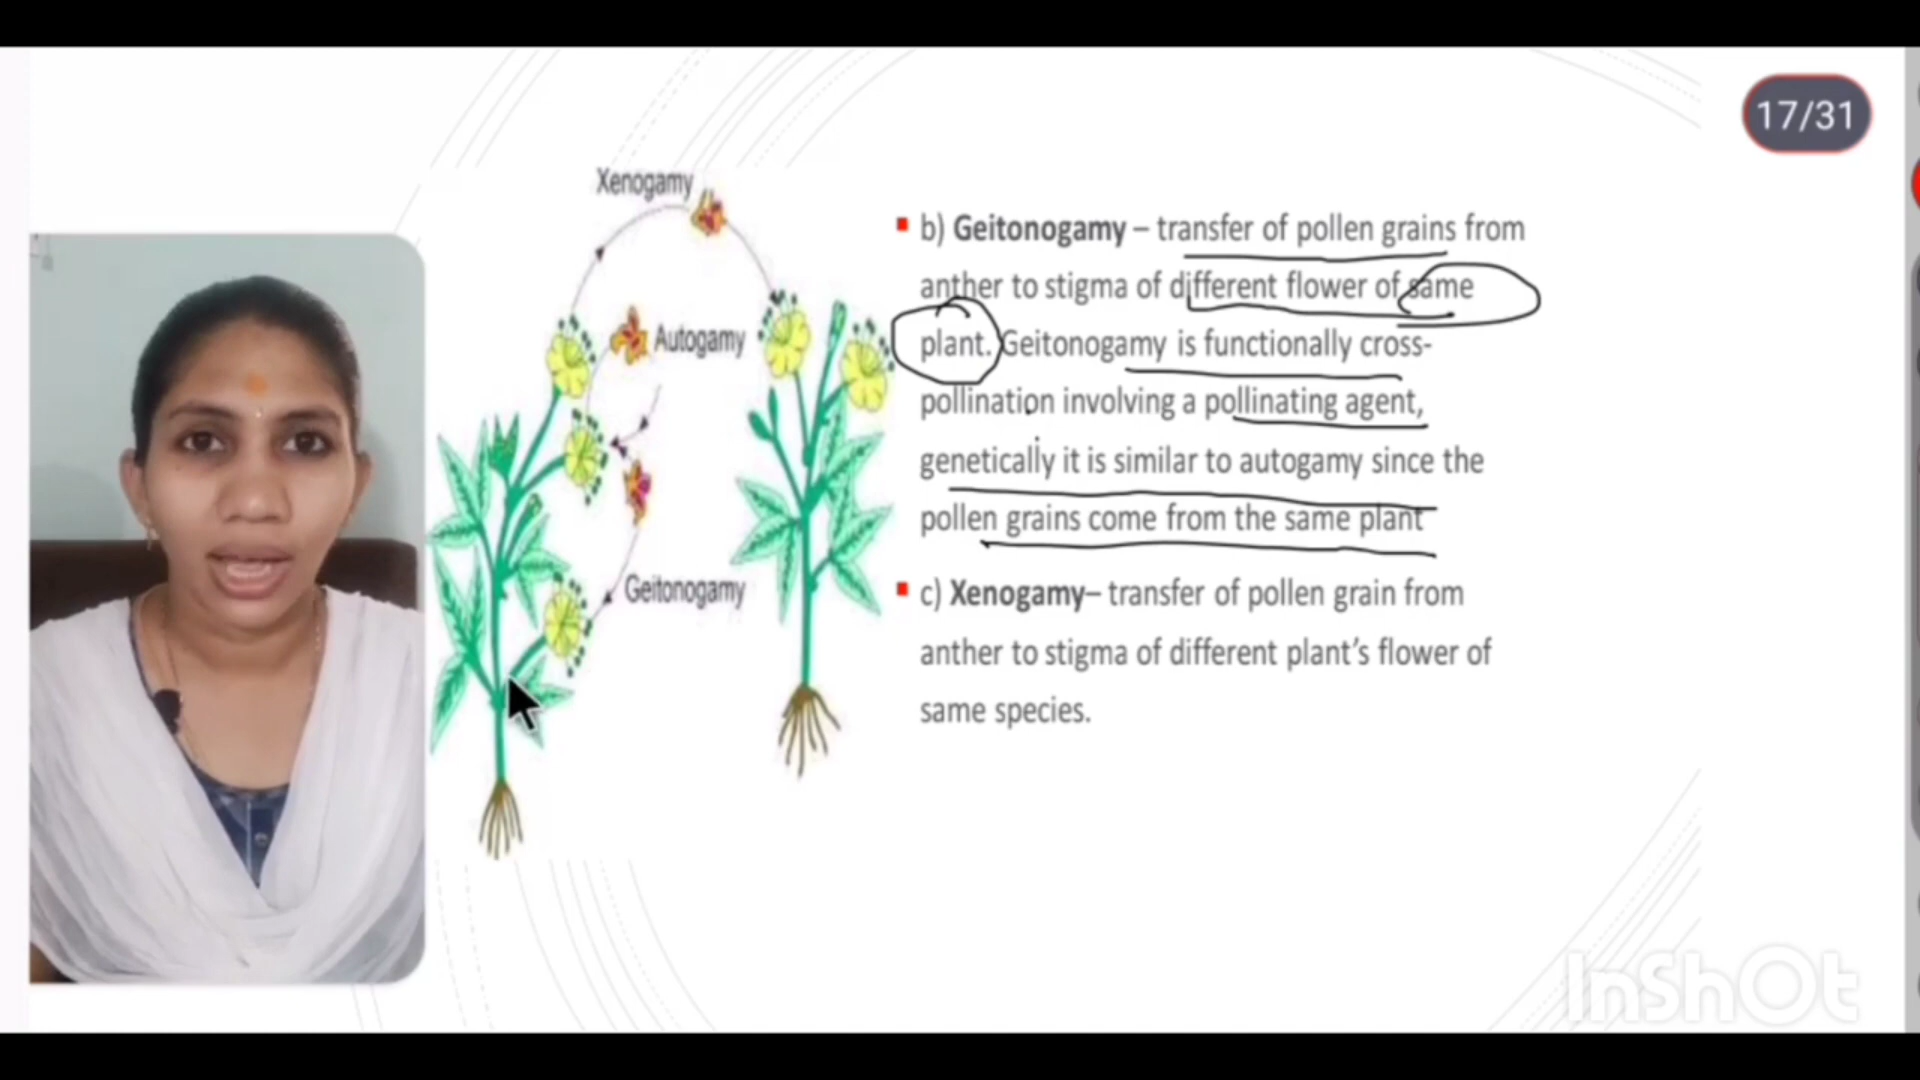 17/31
Xenogamy
Autogamy
Geitonogamy
b) Geitonogamy – transfer of pollen grains from
anther to stigma of different flower of same
plant. Geitonogamy is functionally cross-
pollination involving a pollinating agent,
genetically it is similar to autogamy since the
pollen grains come from the same plant
c) Xenogamy– transfer of pollen grain from
anther to stigma of different plant’s flower of
same species.
InShOt